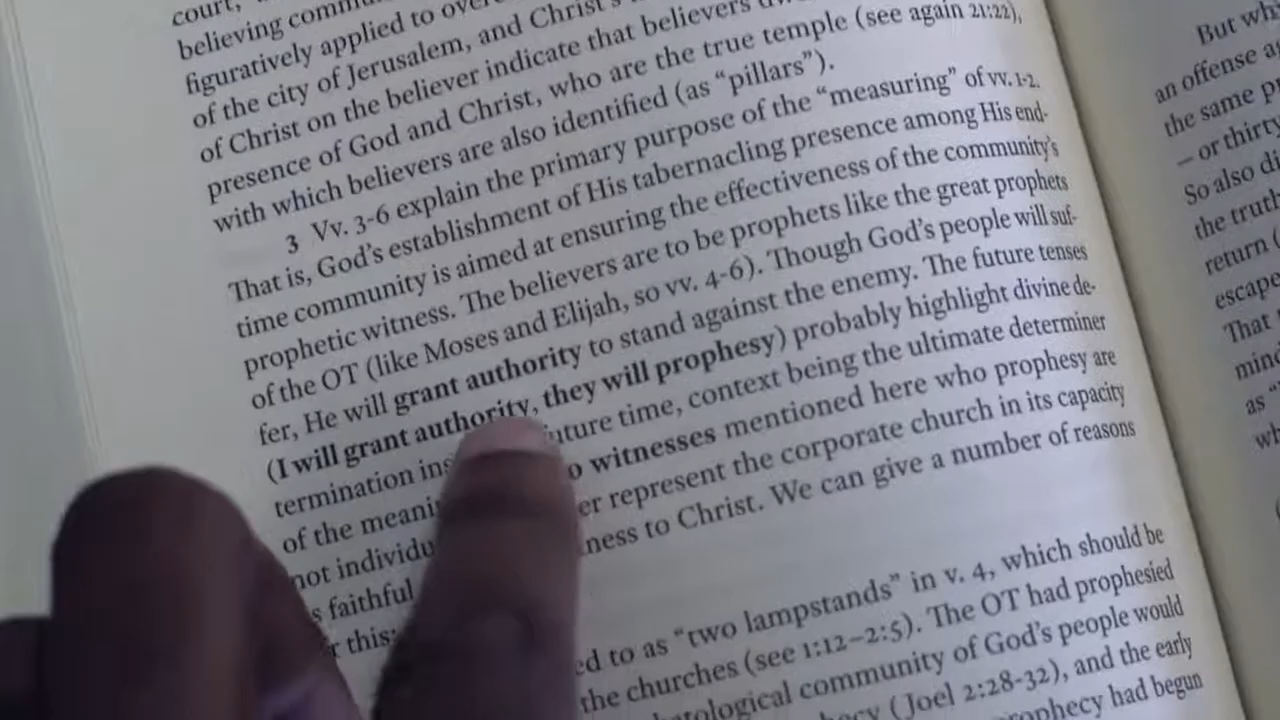 court,
believing commu
figuratively applied to over
of the city of Jerusalem, and Christ's
of Christ on the believer indicate that believers
presence of God and Christ, who are the true temple (see again 21:22),
with which believers are also identified (as "pillars").
3 Vv. 3-6 explain the primary purpose of the "measuring" of vv. 1-2.
That is, God's establishment of His tabernacling presence among His end-
time community is aimed at ensuring the effectiveness of the community's
prophetic witness. The believers are to be prophets like the great prophets
of the OT (like Moses and Elijah, so vv. 4-6). Though God's people will suf-
fer, He will grant authority to stand against the enemy. The future tenses
(I will grant authority, they will prophesy) probably highlight divine de-
termination ins uture time, context being the ultimate determiner
of the meani o witnesses mentioned here who prophesy are
not individu er represent the corporate church in its capacity
s faithful ness to Christ. We can give a number of reasons
r this:
ed to as "two lampstands" in v. 4, which should be
the churches (see 1:12–2:5). The OT had prophesied
atological community of God's people would
hecy (Joel 2:28-32), and the early
rophecy had begun
But wh
an offense a
the same p
– or thirty
So also di
the truth
return (
escape
That
mind
as "
wh